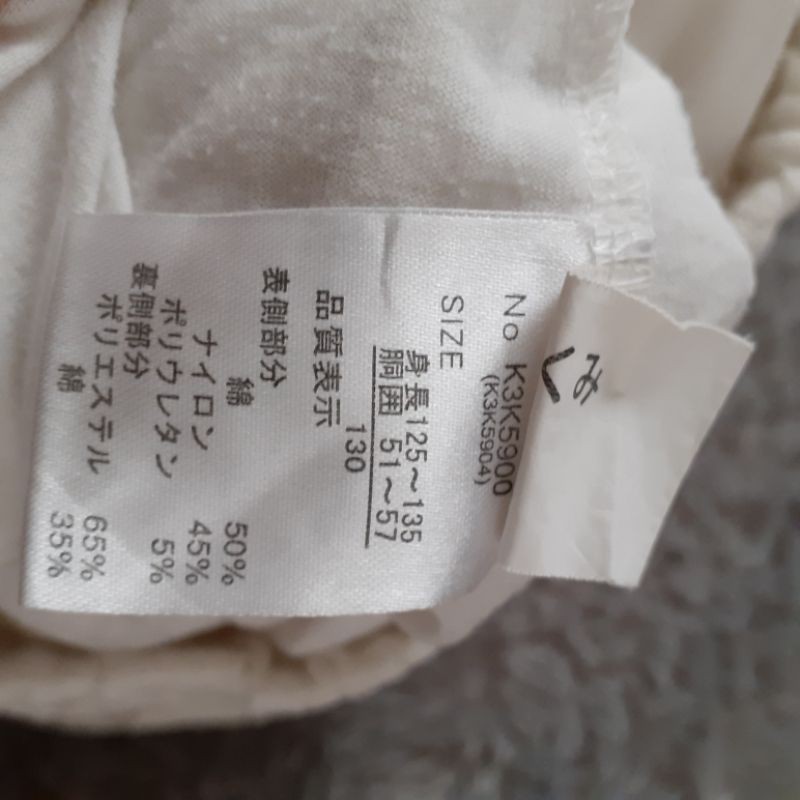 No K3K5900
(K3K5904)
SIZE
身長125～135
胴囲 51～57
130
品質表示
表側部分
綿 50%
ナイロン 45%
ポリウレタン 5%
裏側部分
ポリエステル 65%
綿 35%